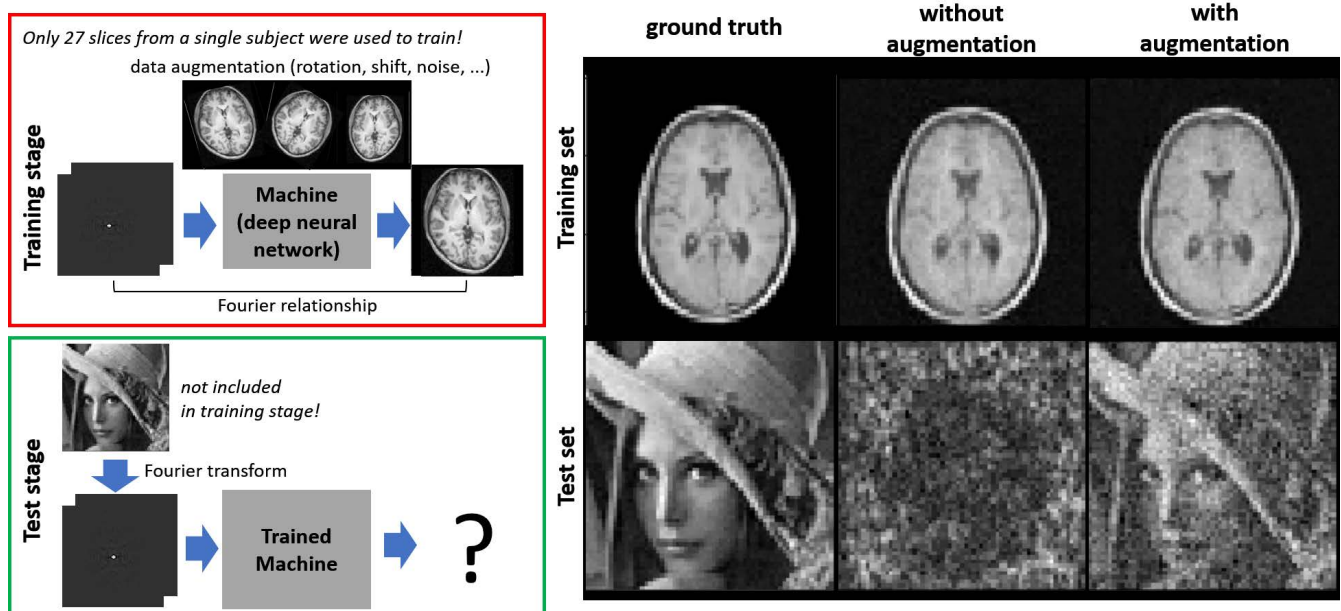 Only 27 slices from a single subject were used to train!
data augmentation (rotation, shift, noise, ...)
Training stage
Machine
(deep neural
network)
Fourier relationship
not included
in training stage!
Test stage
Fourier transform
Trained
Machine
?
ground truth
without
augmentation
with
augmentation
Training set
Test set